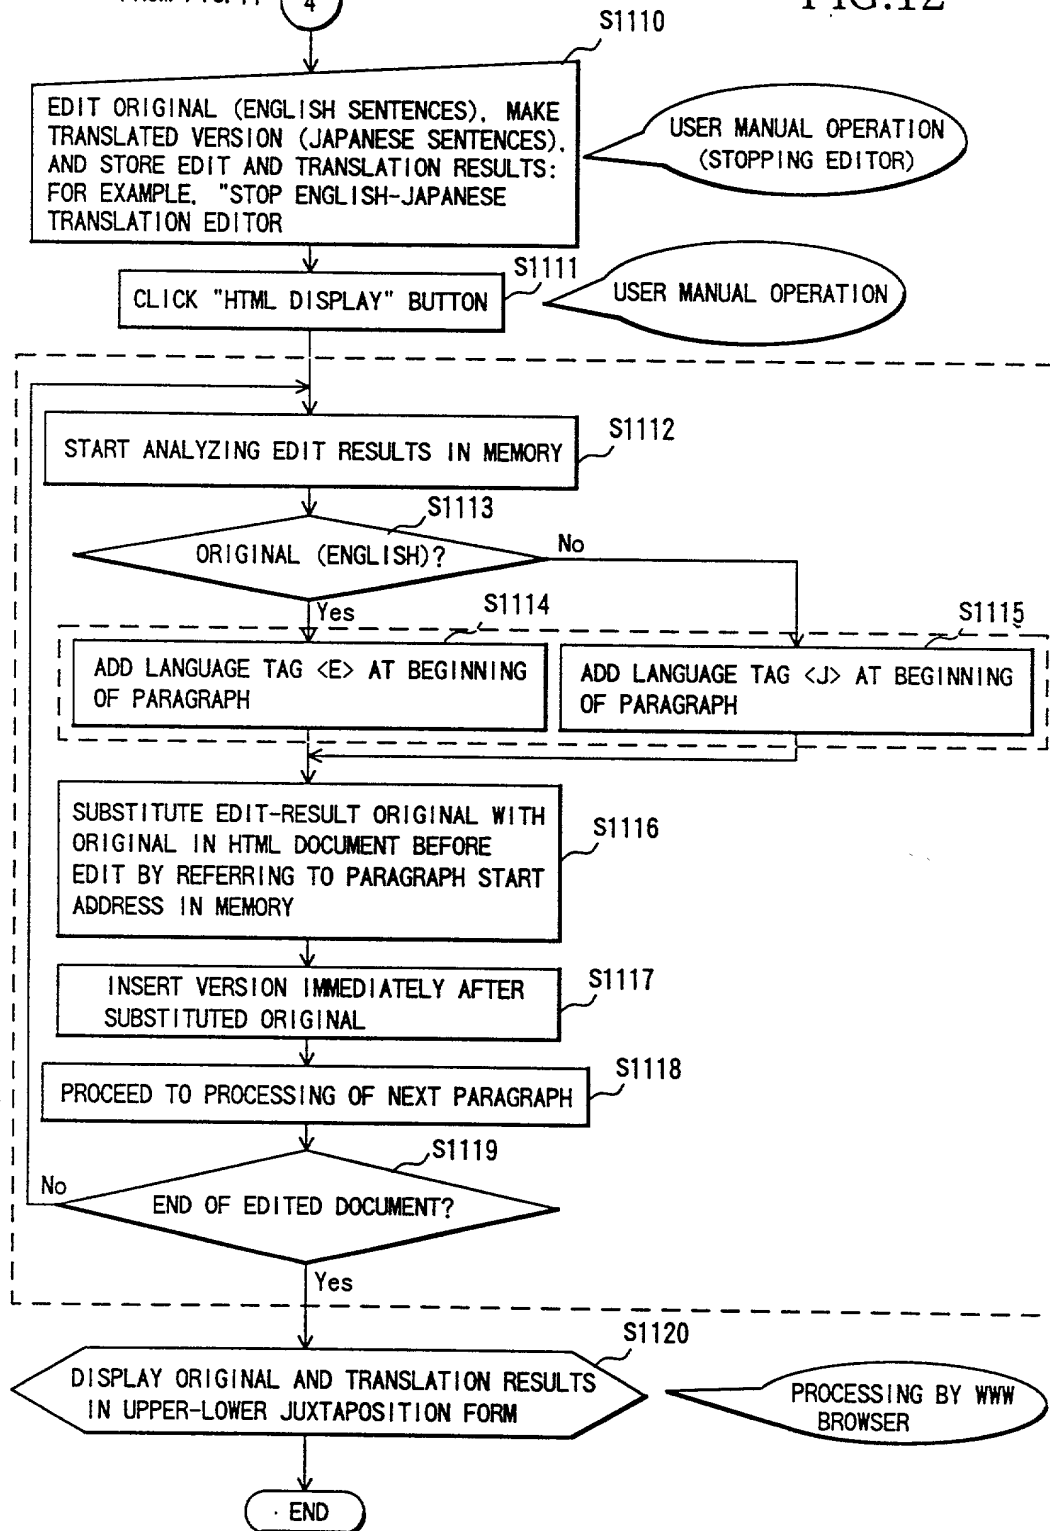 FROM FIG. 11
4
FIG.12
S1110
EDIT ORIGINAL (ENGLISH SENTENCES), MAKE
TRANSLATED VERSION (JAPANESE SENTENCES),
AND STORE EDIT AND TRANSLATION RESULTS:
FOR EXAMPLE, "STOP ENGLISH-JAPANESE
TRANSLATION EDITOR
USER MANUAL OPERATION
(STOPPING EDITOR)
S1111
CLICK "HTML DISPLAY" BUTTON
USER MANUAL OPERATION
S1112
START ANALYZING EDIT RESULTS IN MEMORY
S1113
ORIGINAL (ENGLISH)?
No
Yes
S1114
S1115
ADD LANGUAGE TAG <E> AT BEGINNING
OF PARAGRAPH
ADD LANGUAGE TAG <J> AT BEGINNING
OF PARAGRAPH
SUBSTITUTE EDIT-RESULT ORIGINAL WITH
ORIGINAL IN HTML DOCUMENT BEFORE
EDIT BY REFERRING TO PARAGRAPH START
ADDRESS IN MEMORY
S1116
INSERT VERSION IMMEDIATELY AFTER
SUBSTITUTED ORIGINAL
S1117
PROCEED TO PROCESSING OF NEXT PARAGRAPH
S1118
S1119
No
END OF EDITED DOCUMENT?
Yes
S1120
DISPLAY ORIGINAL AND TRANSLATION RESULTS
IN UPPER-LOWER JUXTAPOSITION FORM
PROCESSING BY WWW
BROWSER
END